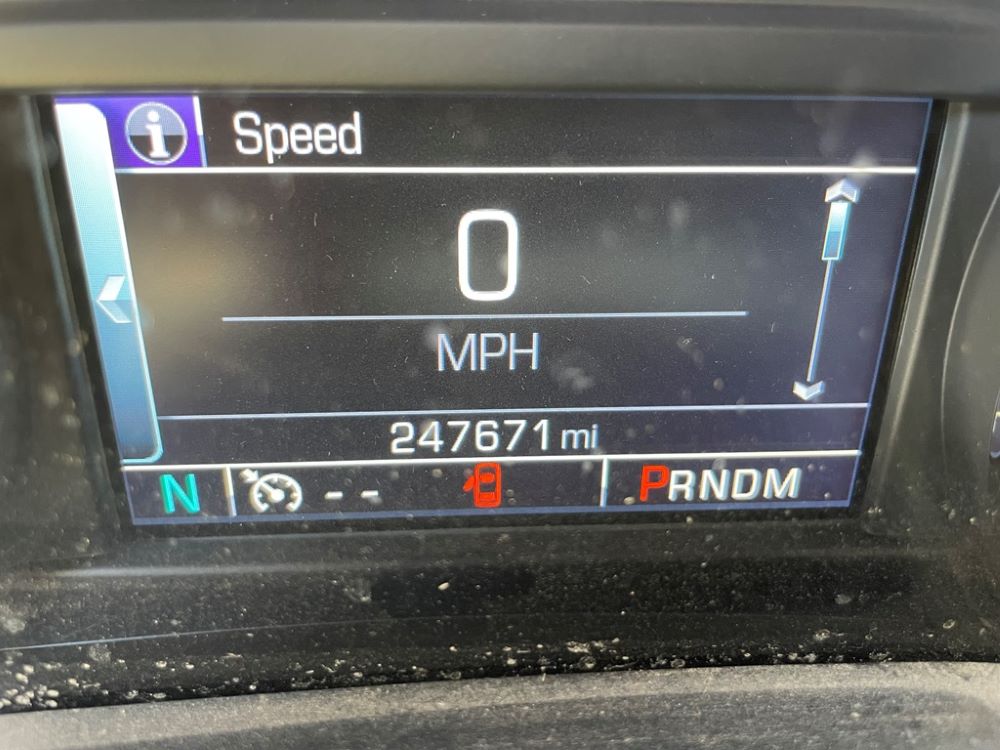 i Speed
0
MPH
247671 mi
N -- PRNDM